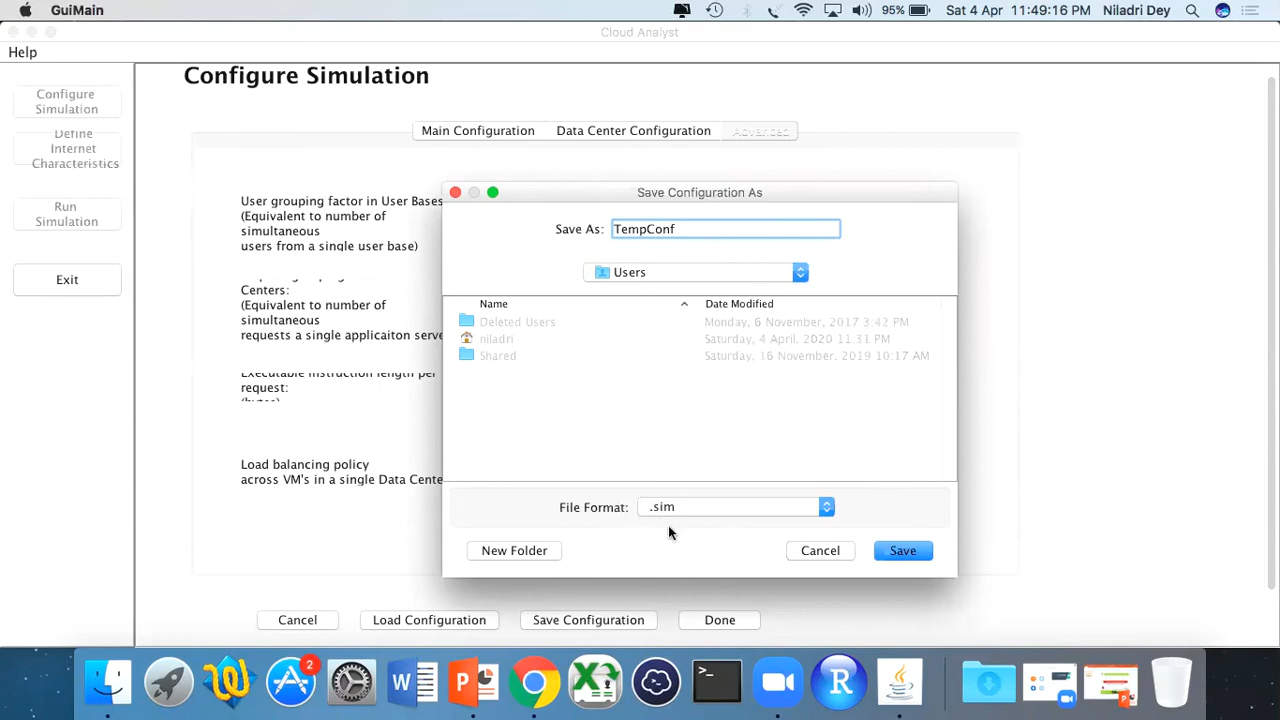 GuiMain
95%
Sat 4 Apr 11:49:16 PM
Niladri Dey
Cloud Analyst
Help
Configure
Simulation
Define
Internet
Characteristics
Run
Simulation
Exit
Configure Simulation
Main Configuration
Data Center Configuration
Advanced
User grouping factor in User Bases
(Equivalent to number of
simultaneous
users from a single user base)
Centers:
(Equivalent to number of
simultaneous
requests a single applicaiton serve
Executable instruction length per
request:
(bytes)
Load balancing policy
across VM's in a single Data Cente
Save Configuration As
Save As:
TempConf
Users
Name
Date Modified
Deleted Users
Monday, 6 November, 2017 3:42 PM
niladri
Saturday, 4 April, 2020 11:31 PM
Shared
Saturday, 16 November, 2019 10:17 AM
File Format:
.sim
New Folder
Cancel
Save
Cancel
Load Configuration
Save Configuration
Done
2
W
P
X
R